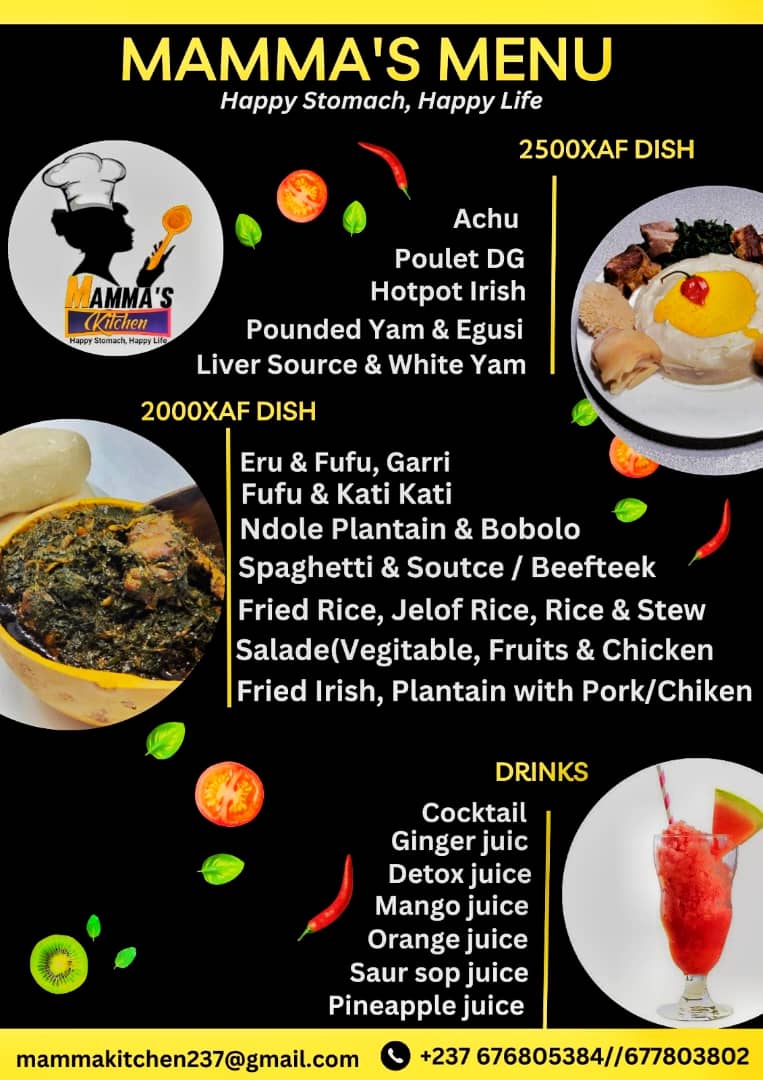 MAMMA'S MENU
Happy Stomach, Happy Life
MAMMA'S
Kitchen
Happy Stomach, Happy Life
2500XAF DISH
Achu
Poulet DG
Hotpot Irish
Pounded Yam & Egusi
Liver Source & White Yam
2000XAF DISH
Eru & Fufu, Garri
Fufu & Kati Kati
Ndole Plantain & Bobolo
Spaghetti & Soutce / Beefteek
Fried Rice, Jelof Rice, Rice & Stew
Salade(Vegitable, Fruits & Chicken
Fried Irish, Plantain with Pork/Chiken
DRINKS
Cocktail
Ginger juic
Detox juice
Mango juice
Orange juice
Saur sop juice
Pineapple juice
mammakitchen237@gmail.com +237 676805384//677803802